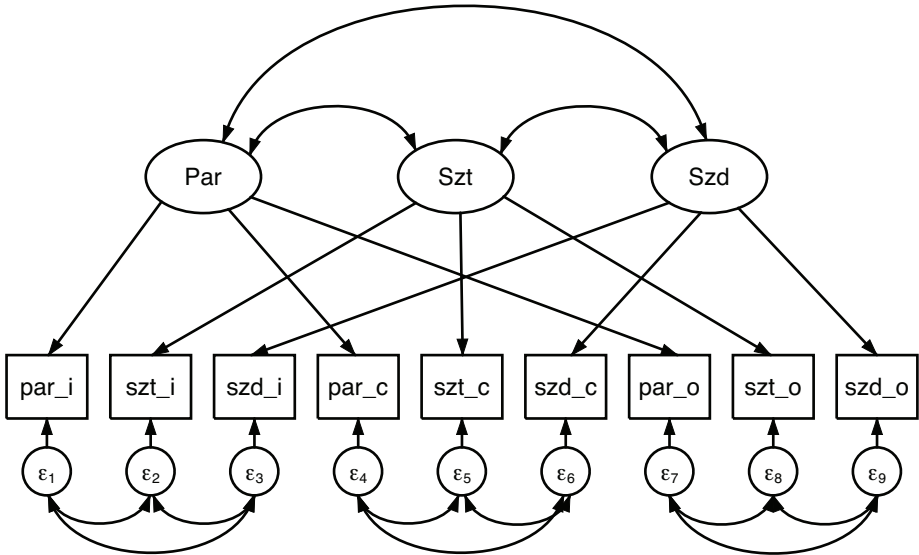 Par Szt Szd
par_i szt_i szd_i par_c szt_c szd_c par_o szt_o szd_o
ε₁ ε₂ ε₃ ε₄ ε₅ ε₆ ε₇ ε₈ ε₉